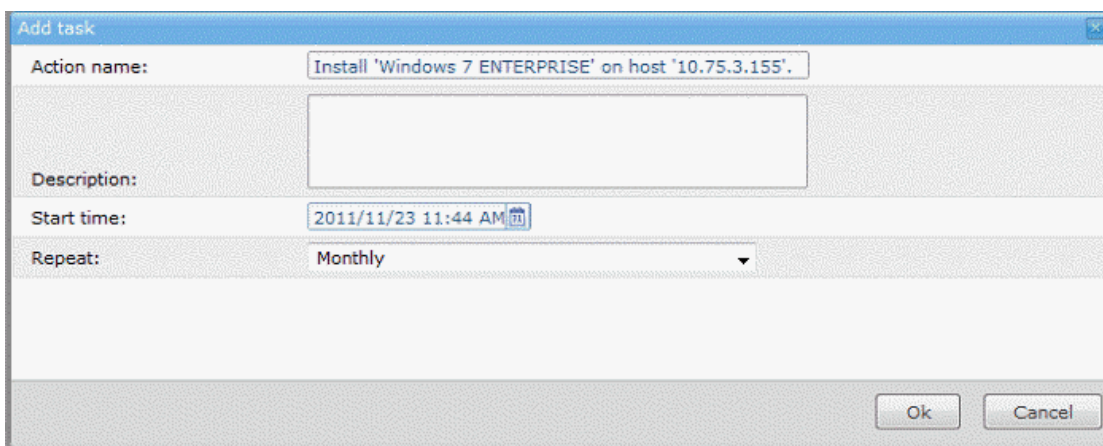 Add task
Action name: Install 'Windows 7 ENTERPRISE' on host '10.75.3.155'.
Description:
Start time: 2011/11/23 11:44 AM
Repeat: Monthly
Ok Cancel